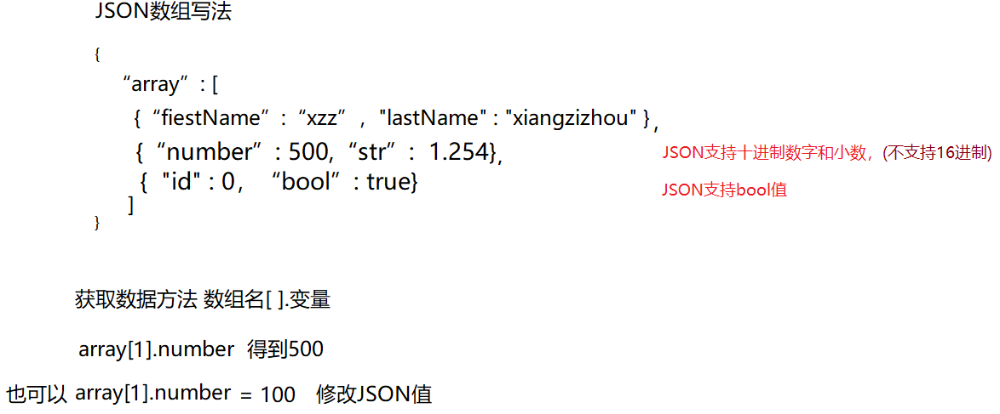 JSON数组写法
{
“array”: [
{“fiestName”:“xzz”, "lastName" : "xiangzizhou" },
{“number”: 500,“str”: 1.254}, JSON支持十进制数字和小数，(不支持16进制)
{ "id" : 0， “bool”: true} JSON支持bool值
]
}
获取数据方法 数组名[ ].变量
array[1].number 得到500
也可以 array[1].number = 100 修改JSON值